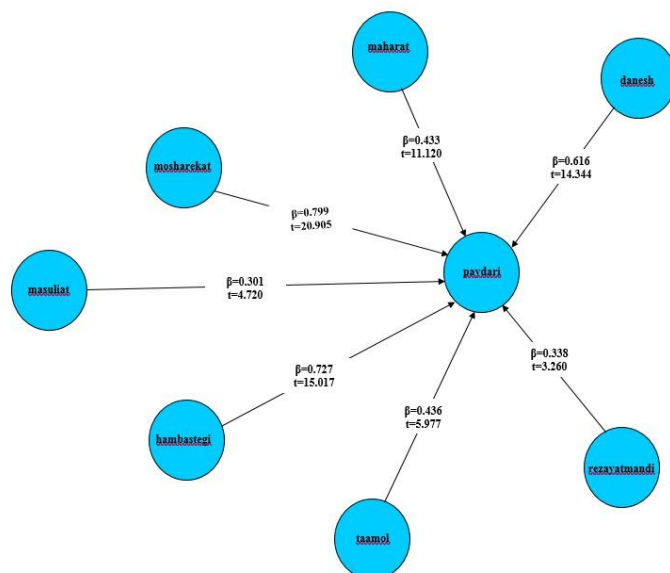 maharat
danesh
β=0.433
t=11.120
β=0.616
t=14.344
mosharekat
β=0.799
t=20.905
paydari
masuliat
β=0.301
t=4.720
β=0.338
t=3.260
β=0.727
t=15.017
β=0.436
t=5.977
hambastegi
rezayatmandi
taamol